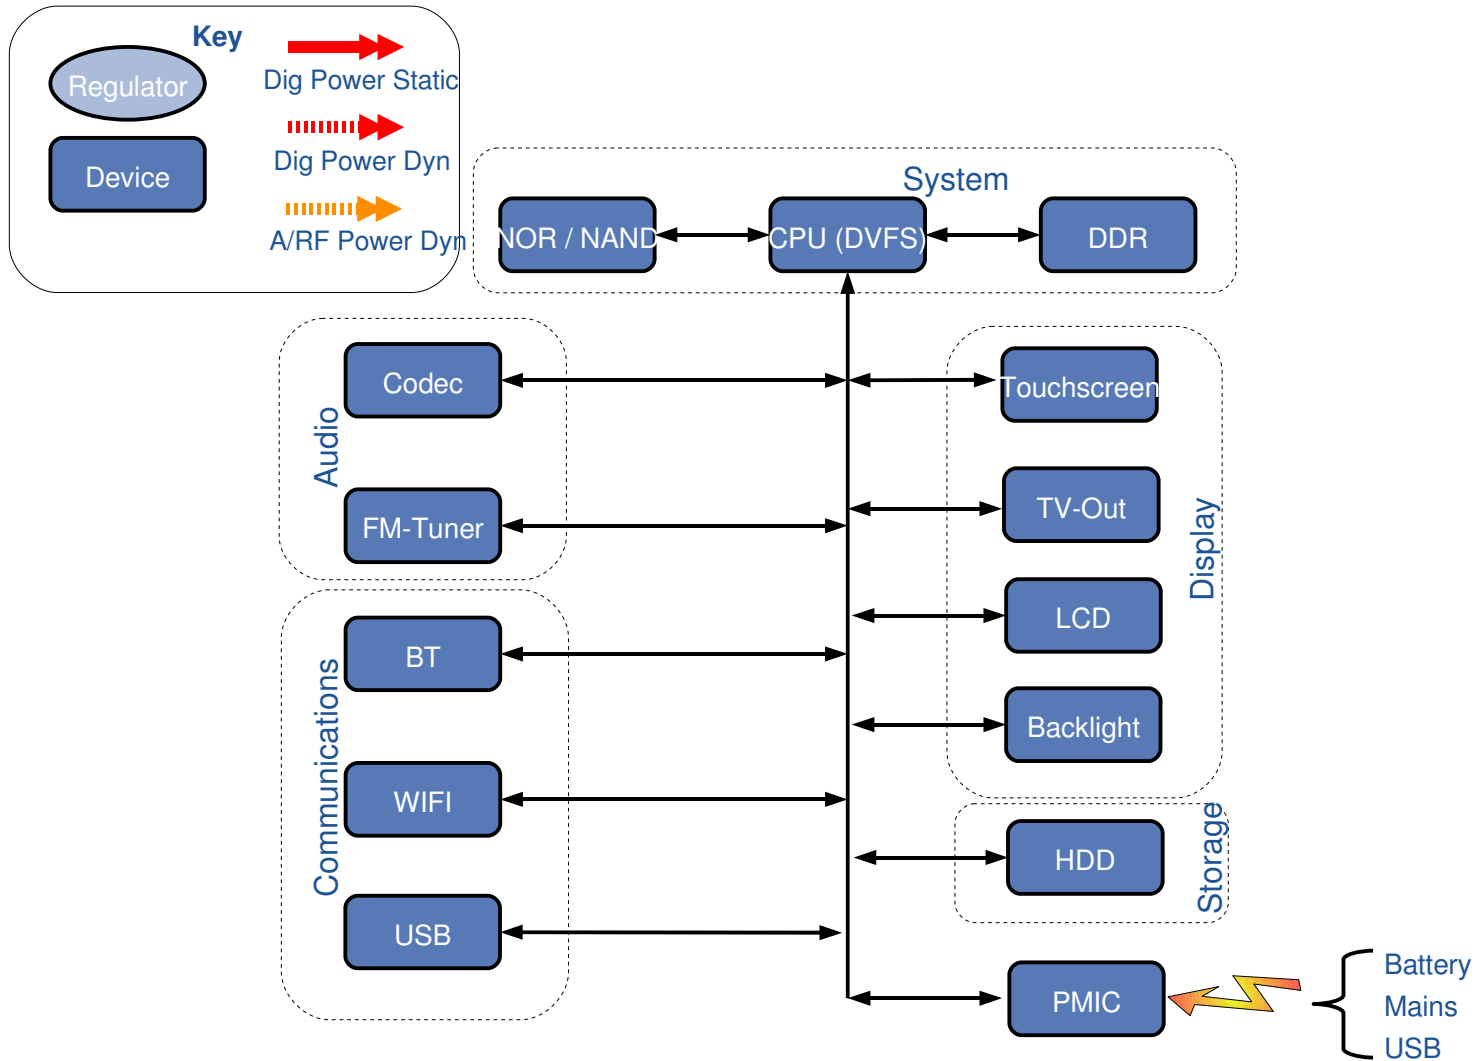 Key
Regulator
Dig Power Static
Dig Power Dyn
Device
A/RF Power Dyn
System
NOR / NAND
CPU (DVFS)
DDR
Audio
Codec
FM-Tuner
Communications
BT
WIFI
USB
Display
Touchscreen
TV-Out
LCD
Backlight
Storage
HDD
PMIC
Battery
Mains
USB